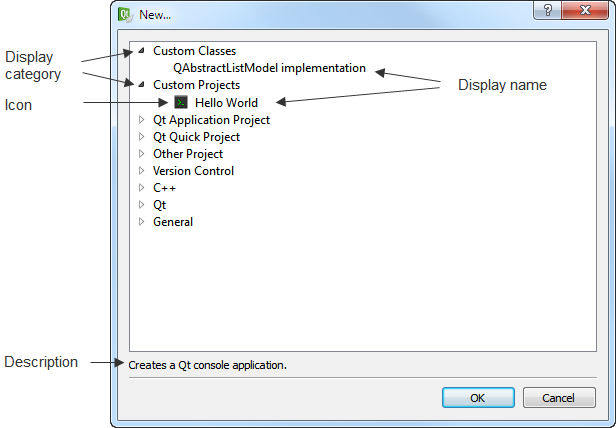 New...
?
Display
category
Custom Classes
QAbstractListModel implementation
Custom Projects
Display name
Icon
Hello World
Qt Application Project
Qt Quick Project
Other Project
Version Control
C++
Qt
General
Description
Creates a Qt console application.
OK
Cancel